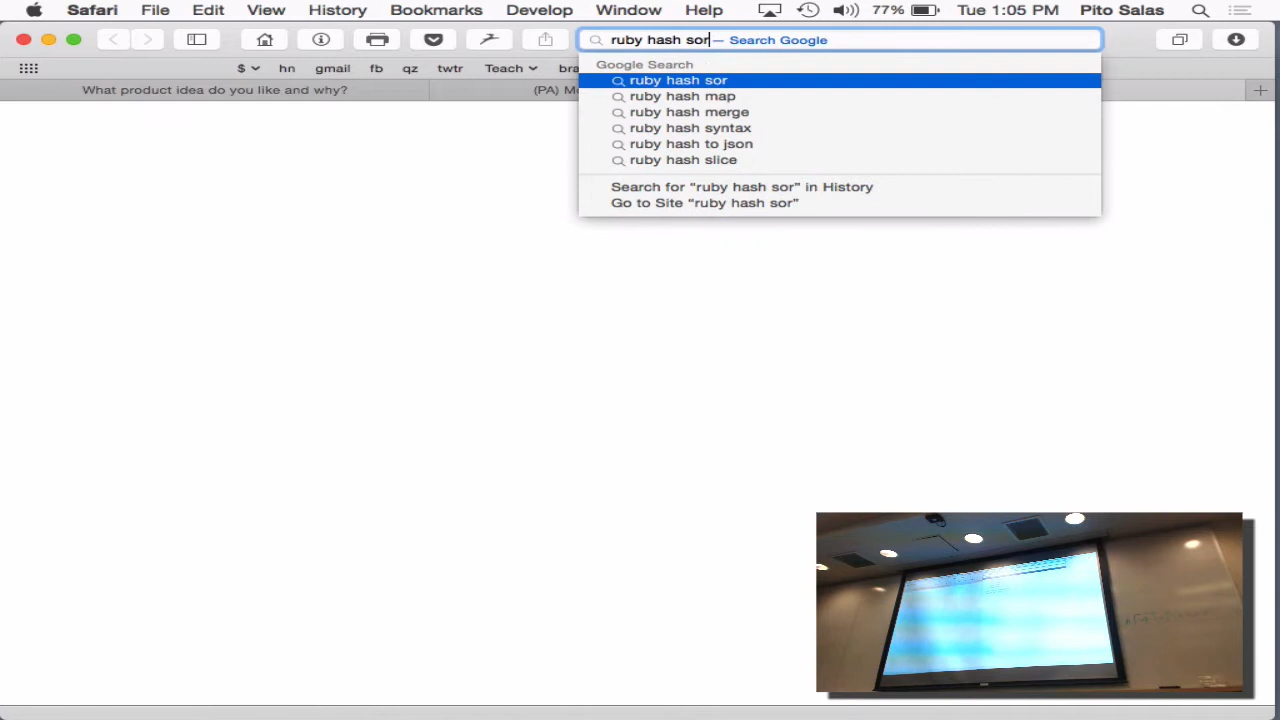 Safari File Edit View History Bookmarks Develop Window Help 77% Tue 1:05 PM Pito Salas
ruby hash sor — Search Google
$ hn gmail fb qz twtr Teach bra
What product idea do you like and why? (PA) M
Google Search
ruby hash sor
ruby hash map
ruby hash merge
ruby hash syntax
ruby hash to json
ruby hash slice
Search for “ruby hash sor” in History
Go to Site “ruby hash sor”